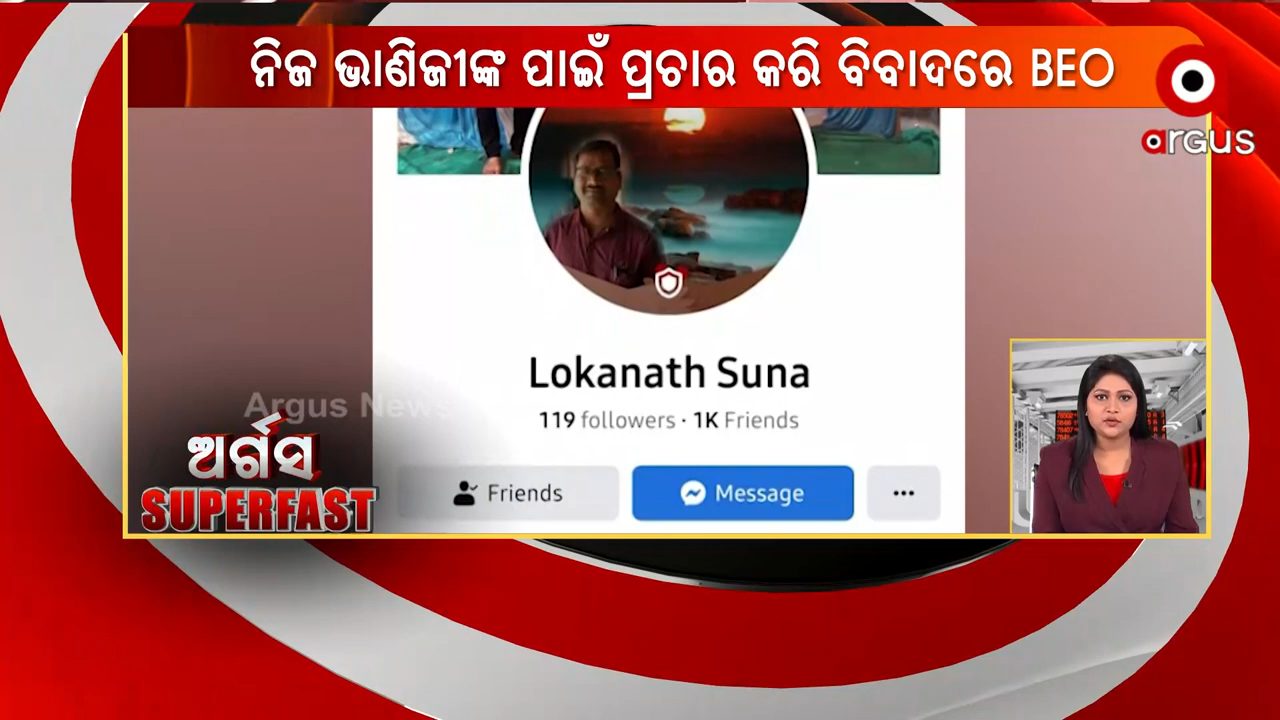 ନିଜ ଭାଣିଜୀଙ୍କ ପାଇଁ ପ୍ରଚାର କରି ବିବାଦରେ BEO
argus
Lokanath Suna
119 followers · 1K Friends
Argus News
ଅର୍ଗସ
SUPERFAST
Friends
Message